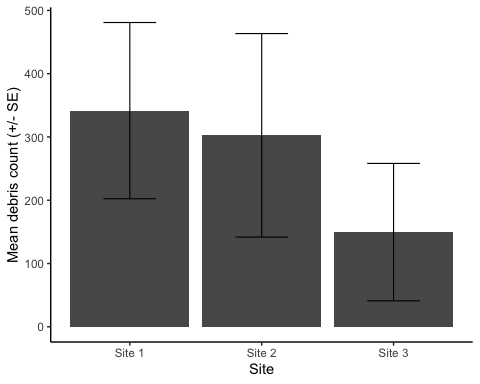 Mean debris count (+/- SE)
500
400
300
200
100
0
Site 1
Site 2
Site 3
Site